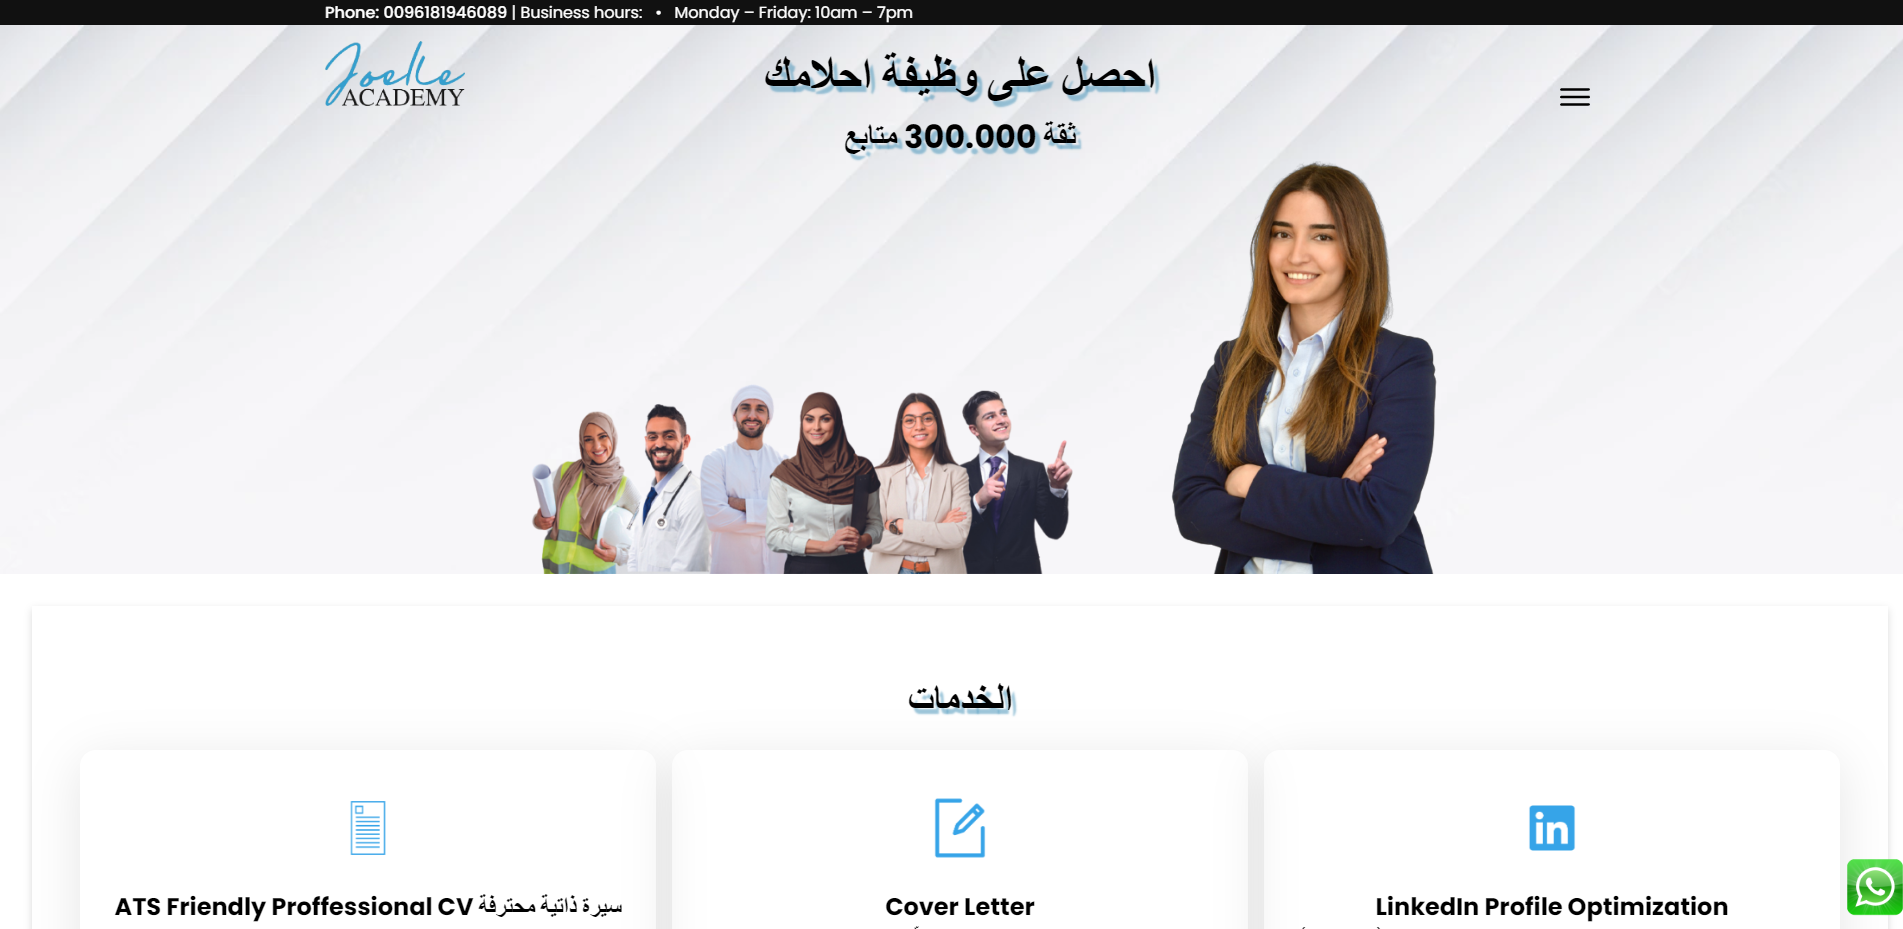 Phone: 0096181946089 | Business hours: • Monday – Friday: 10am – 7pm
Joelle
ACADEMY
احصل على وظيفة احلامك
ثقة 300.000 متابع
الخدمات
ATS Friendly Proffessional CV سيرة ذاتية محترفة
Cover Letter
LinkedIn Profile Optimization
in